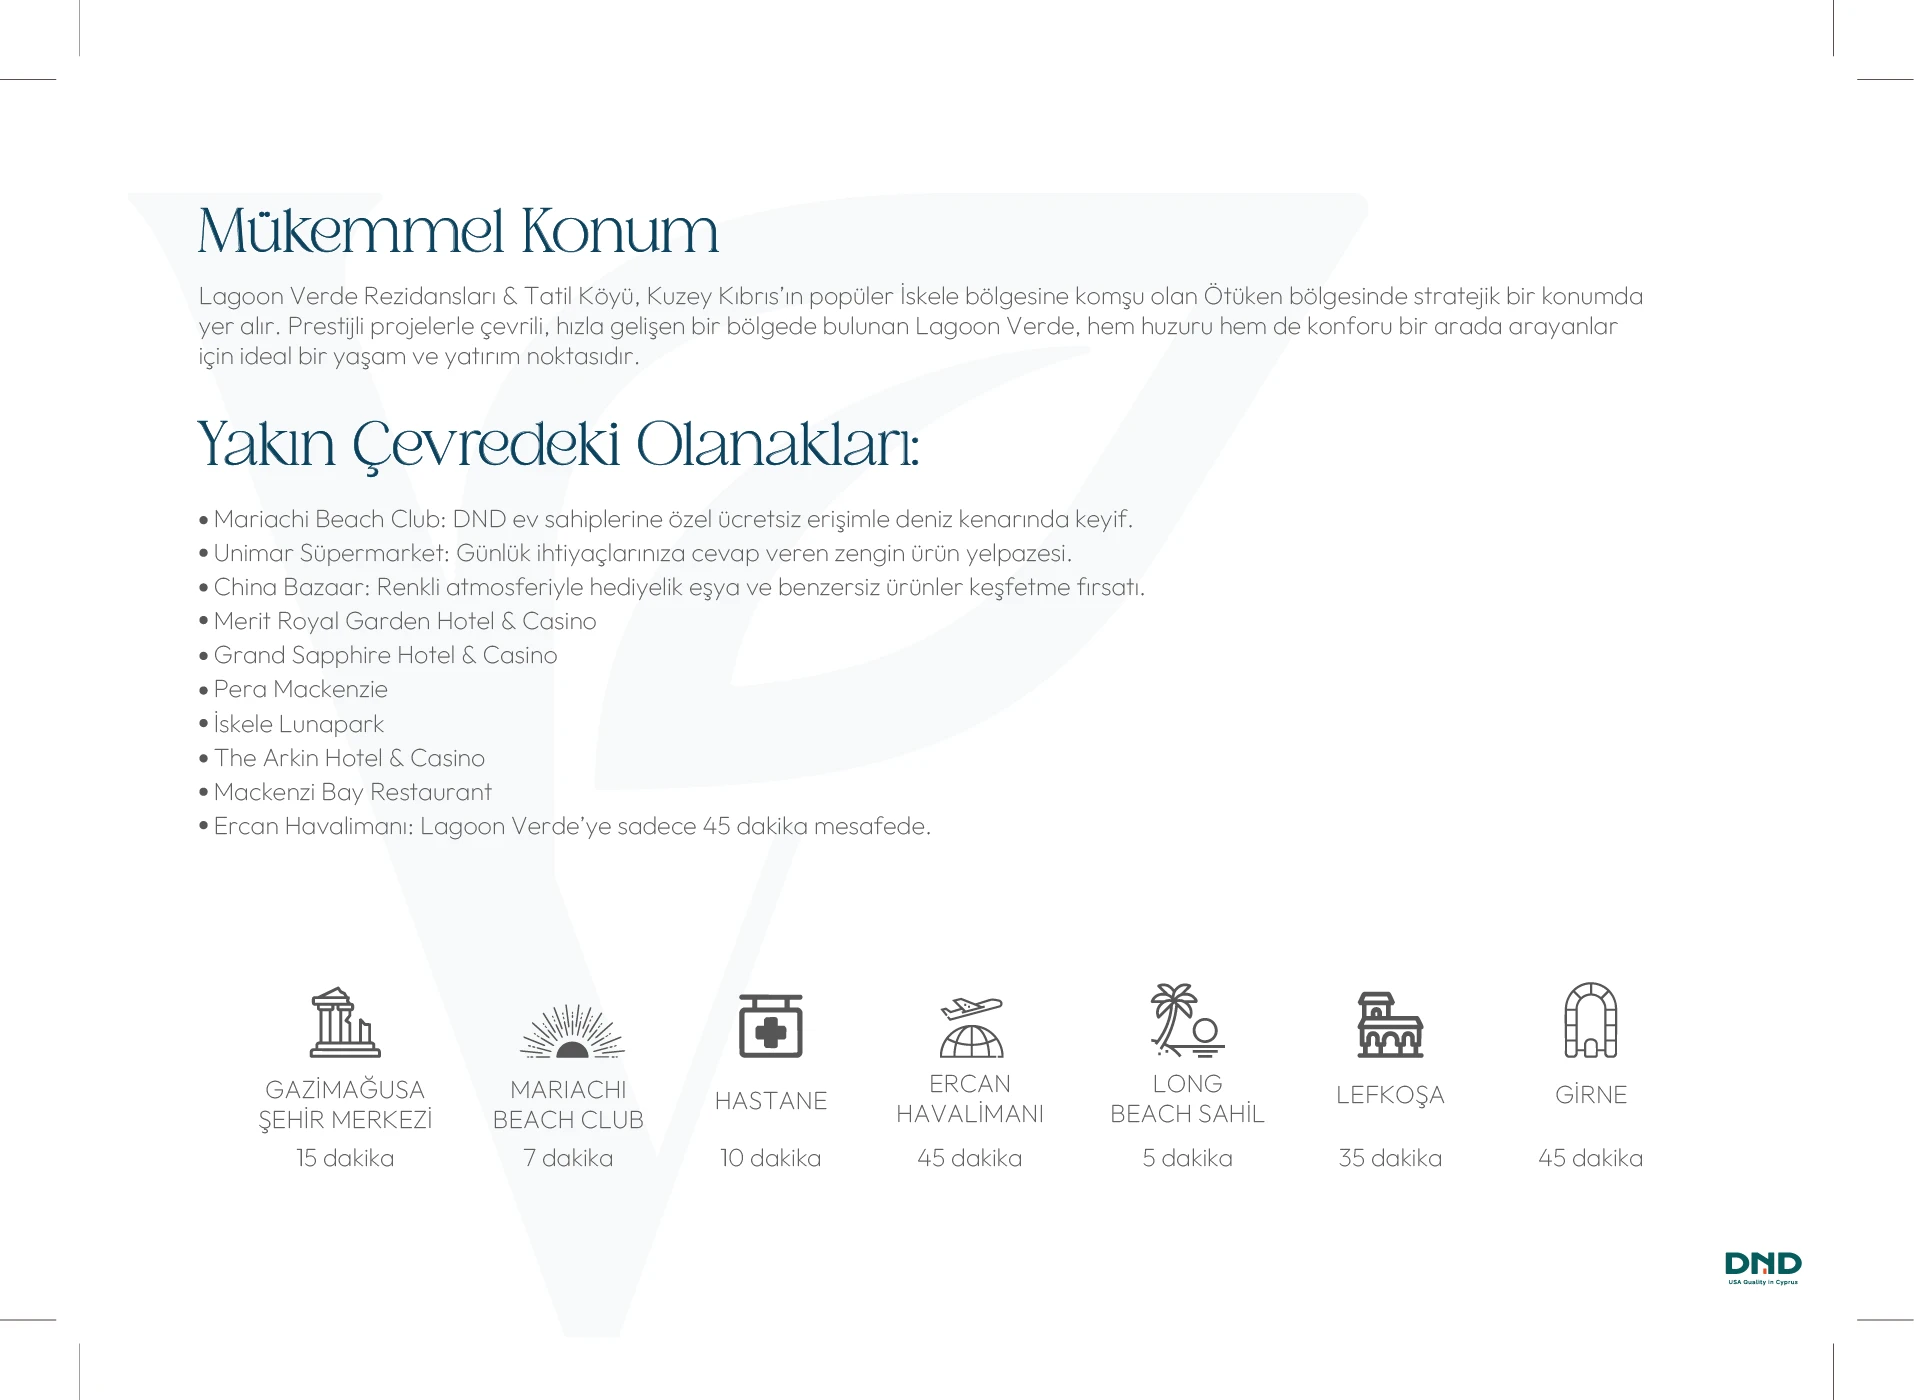 Mükemmel Konum
Lagoon Verde Rezidansları & Tatil Köyü, Kuzey Kıbrıs’ın popüler İskele bölgesine komşu olan Ötüken bölgesinde stratejik bir konumda
yer alır. Prestijli projelerle çevrili, hızla gelişen bir bölgede bulunan Lagoon Verde, hem huzuru hem de konforu bir arada arayanlar
için ideal bir yaşam ve yatırım noktasıdır.
Yakın Çevredeki Olanakları:
• Mariachi Beach Club: DND ev sahiplerine özel ücretsiz erişimle deniz kenarında keyif.
• Unimar Süpermarket: Günlük ihtiyaçlarınıza cevap veren zengin ürün yelpazesi.
• China Bazaar: Renkli atmosferiyle hediyelik eşya ve benzersiz ürünler keşfetme fırsatı.
• Merit Royal Garden Hotel & Casino
• Grand Sapphire Hotel & Casino
• Pera Mackenzie
• İskele Lunapark
• The Arkin Hotel & Casino
• Mackenzi Bay Restaurant
• Ercan Havalimanı: Lagoon Verde’ye sadece 45 dakika mesafede.
GAZİMAĞUSA
ŞEHİR MERKEZİ
15 dakika
MARIACHI
BEACH CLUB
7 dakika
HASTANE
10 dakika
ERCAN
HAVALİMANI
45 dakika
LONG
BEACH SAHİL
5 dakika
LEFKOŞA
35 dakika
GİRNE
45 dakika
DND
USA Quality in Cyprus